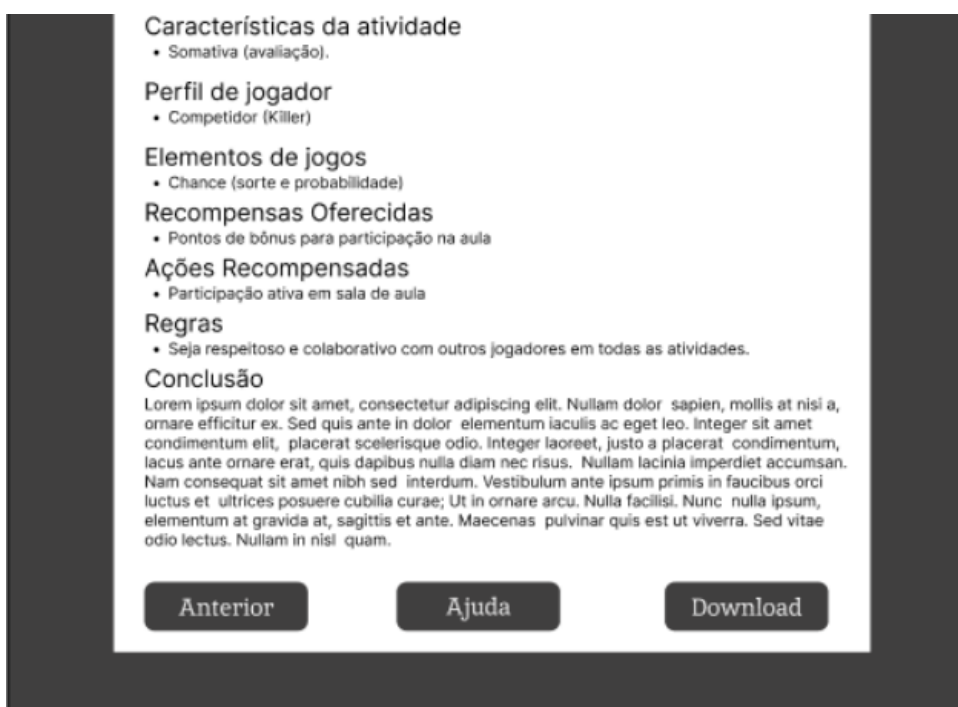 Características da atividade
• Somativa (avaliação).
Perfil de jogador
• Competidor (Killer)
Elementos de jogos
• Chance (sorte e probabilidade)
Recompensas Oferecidas
• Pontos de bônus para participação na aula
Ações Recompensadas
• Participação ativa em sala de aula
Regras
• Seja respeitoso e colaborativo com outros jogadores em todas as atividades.
Conclusão
Lorem ipsum dolor sit amet, consectetur adipiscing elit. Nullam dolor sapien, mollis at nisi a,
ornare efficitur ex. Sed quis ante in dolor elementum iaculis ac eget leo. Integer sit amet
condimentum elit, placerat scelerisque odio. Integer laoreet, justo a placerat condimentum,
lacus ante ornare erat, quis dapibus nulla diam nec risus. Nullam lacinia imperdiet accumsan.
Nam consequat sit amet nibh sed interdum. Vestibulum ante ipsum primis in faucibus orci
luctus et ultrices posuere cubilia curae; Ut in ornare arcu. Nulla facilisi. Nunc nulla ipsum,
elementum at gravida at, sagittis et ante. Maecenas pulvinar quis est ut viverra. Sed vitae
odio lectus. Nullam in nisl quam.
Anterior Ajuda Download